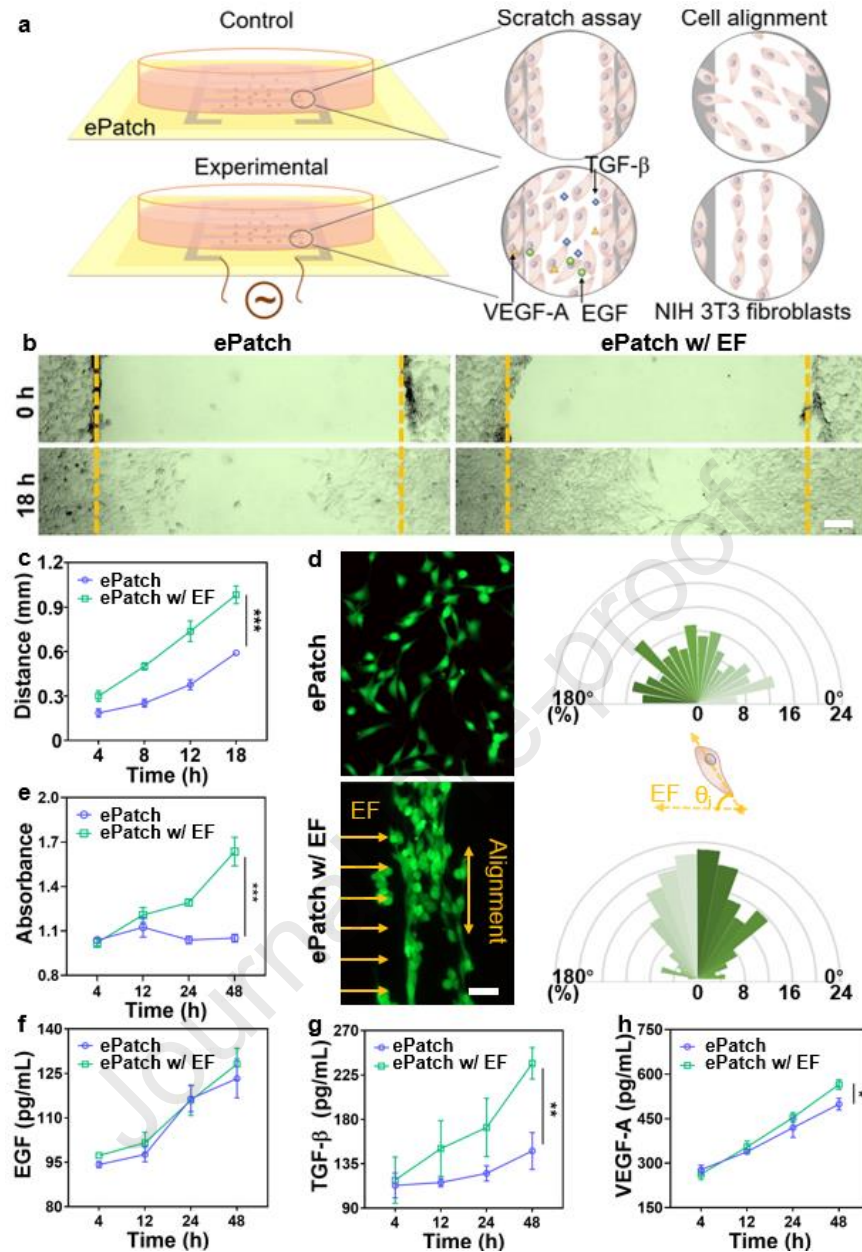 a
Control
Scratch assay
Cell alignment
ePatch
Experimental
TGF-β
VEGF-A
EGF
NIH 3T3 fibroblasts
b
ePatch
ePatch w/ EF
0 h
18 h
c
1.2
0.9
0.6
0.3
0
Distance (mm)
ePatch
ePatch w/ EF
***
4 8 12 18
Time (h)
d
ePatch
180°
(%)
0 8 16 24
0°
EF
θi
ePatch w/ EF
EF
Alignment
180°
(%)
0 8 16 24
0°
e
2.0
1.7
1.4
1.1
0.8
Absorbance
ePatch
ePatch w/ EF
***
4 12 24 48
Time (h)
f
140
125
110
95
80
EGF (pg/mL)
ePatch
ePatch w/ EF
4 12 24 48
Time (h)
g
270
225
180
135
90
TGF-β (pg/mL)
ePatch
ePatch w/ EF
**
4 12 24 48
Time (h)
h
750
600
450
300
150
VEGF-A (pg/mL)
ePatch
ePatch w/ EF
*
4 12 24 48
Time (h)
Journal Pre-proof